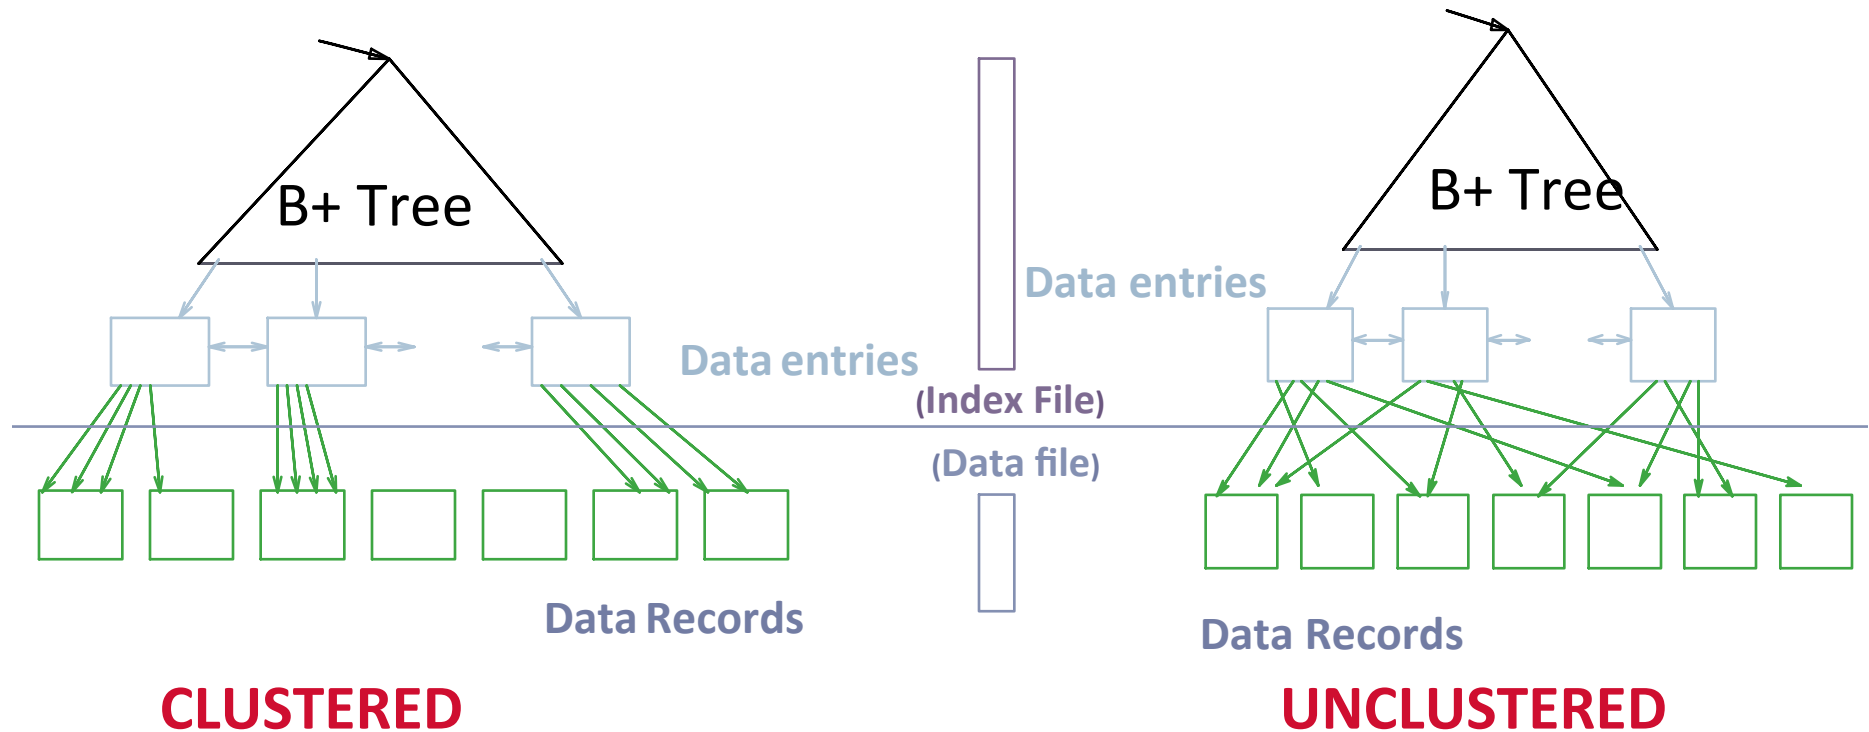 B+ Tree
B+ Tree
Data entries
Data entries
(Index File)
(Data file)
Data Records
Data Records
CLUSTERED
UNCLUSTERED